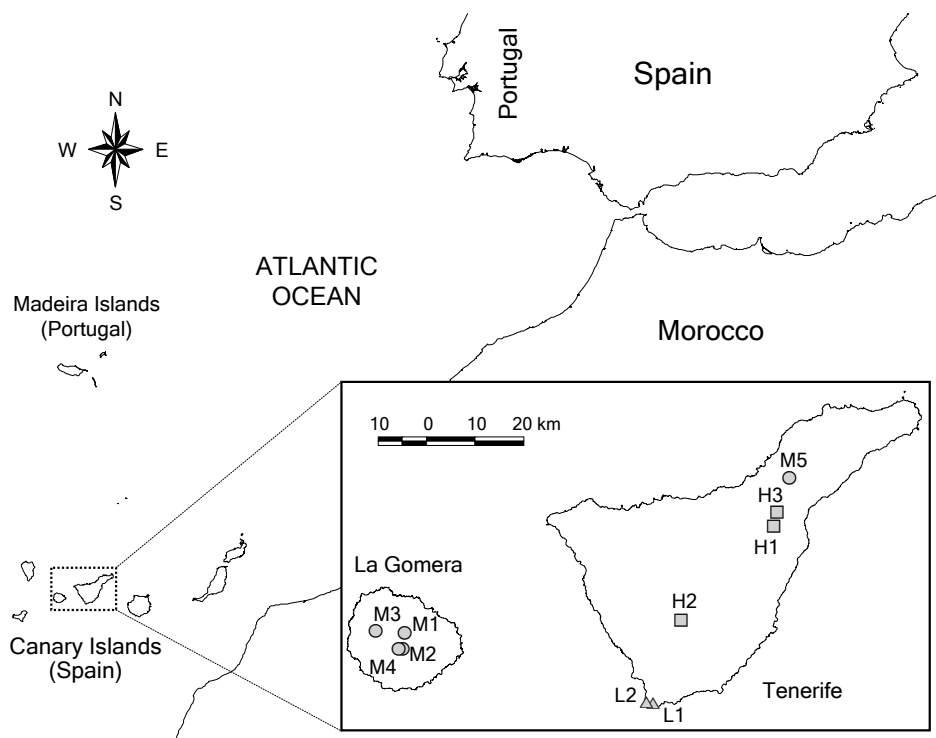 Portugal
Spain
N
W E
S
ATLANTIC
OCEAN
Madeira Islands
(Portugal)
Morocco
10 0 10 20 km
M5
H3
H1
La Gomera
M3
M1
H2
M4
M2
L2
L1
Tenerife
Canary Islands
(Spain)